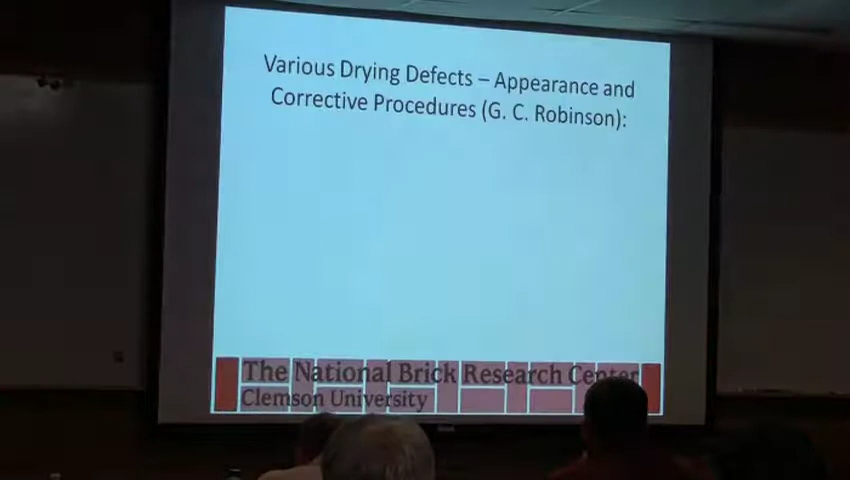 Various Drying Defects – Appearance and
Corrective Procedures (G. C. Robinson):
The National Brick Research Center
Clemson University